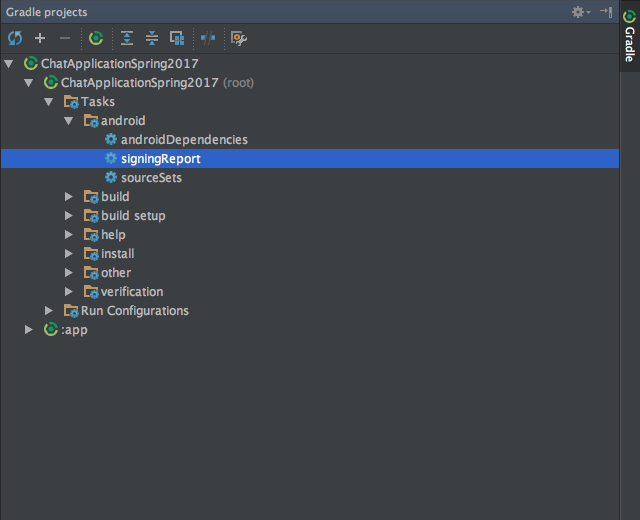 Gradle projects
Gradle
ChatApplicationSpring2017
ChatApplicationSpring2017 (root)
Tasks
android
androidDependencies
signingReport
sourceSets
build
build setup
help
install
other
verification
Run Configurations
:app